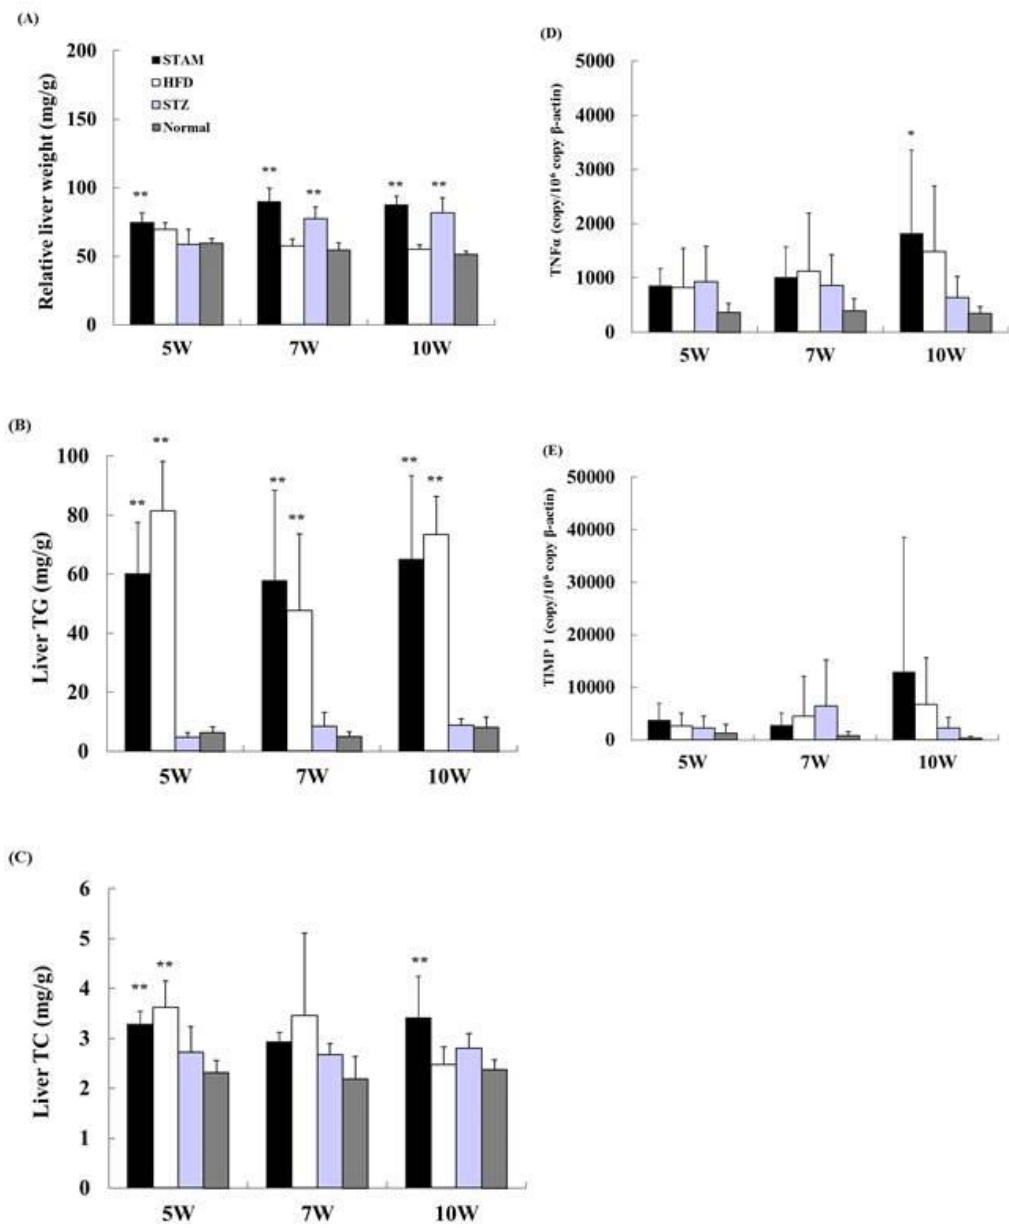 (A)
Relative liver weight (mg/g)
200
150
100
50
0
STAM
HFD
STZ
Normal
**
**
**
**
**
5W
7W
10W
(B)
Liver TG (mg/g)
100
80
60
40
20
0
**
**
**
**
**
**
5W
7W
10W
(C)
Liver TC (mg/g)
6
5
4
3
2
1
0
**
**
**
5W
7W
10W
(D)
TNFα (copy/10⁶ copy β-actin)
5000
4000
3000
2000
1000
0
*
5W
7W
10W
(E)
TIMP 1 (copy/10⁶ copy β-actin)
50000
40000
30000
20000
10000
0
5W
7W
10W